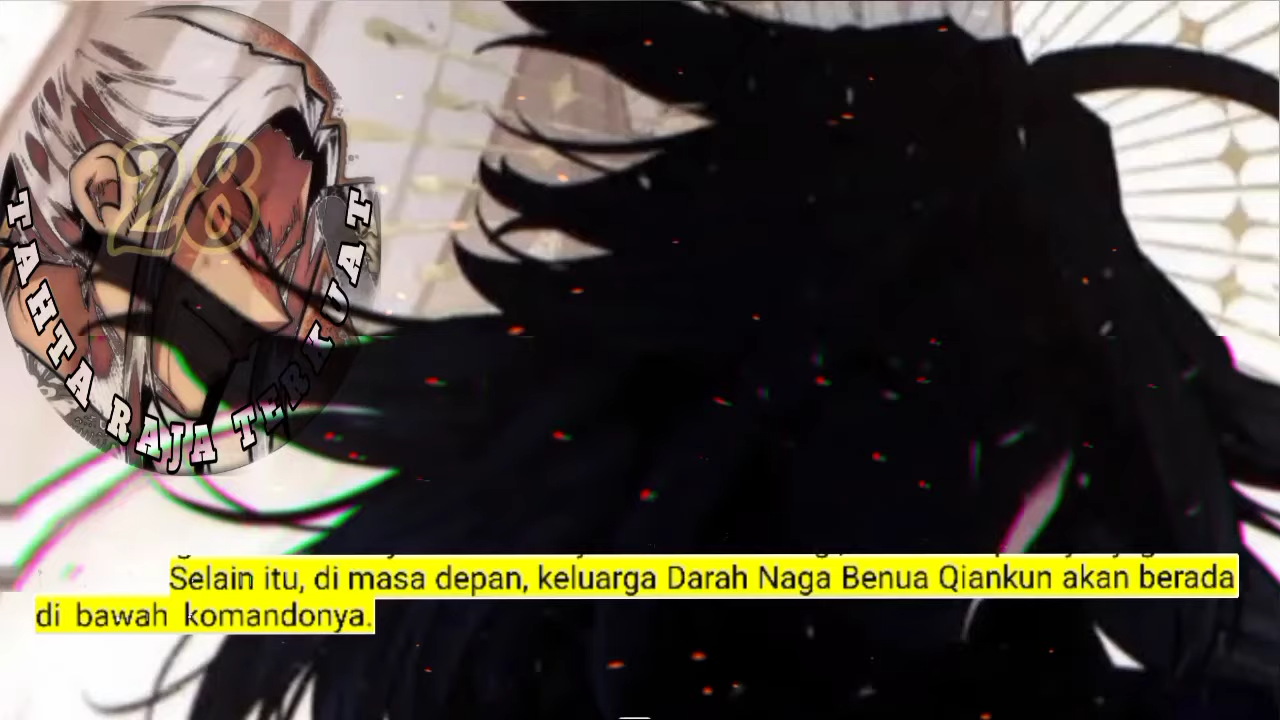 28
TAHTA RAJA TERKUAT
Selain itu, di masa depan, keluarga Darah Naga Benua Qiankun akan berada
di bawah komandonya.